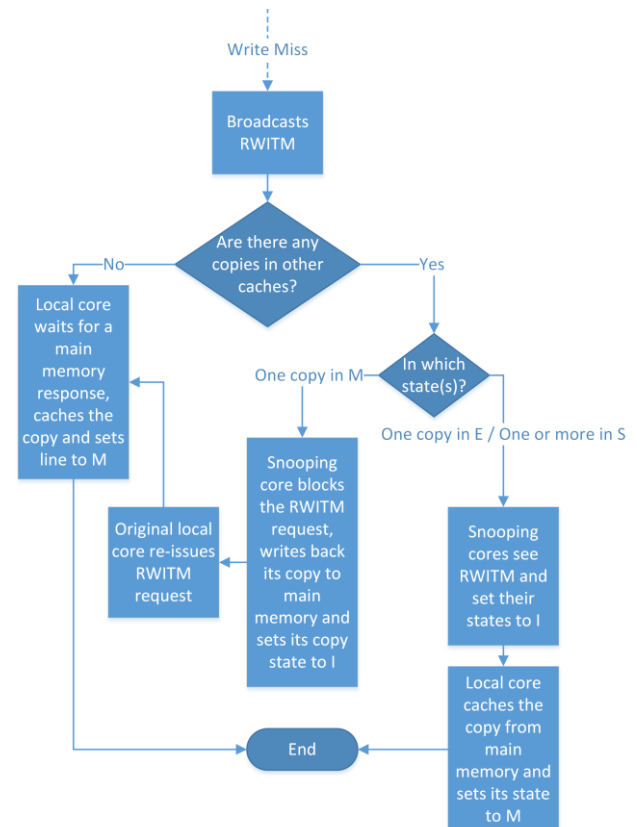 Write Miss
Broadcasts
RWITM
Are there any
copies in other
caches?
No
Yes
Local core
waits for a
main
memory
response,
caches the
copy and sets
line to M
In which
state(s)?
One copy in M
One copy in E / One or more in S
Snooping
core blocks
the RWITM
request,
writes back
its copy to
main
memory and
sets its copy
state to I
Original local
core re-issues
RWITM
request
Snooping
cores see
RWITM and
set their
states to I
Local core
caches the
copy from
main
memory and
sets its state
to M
End